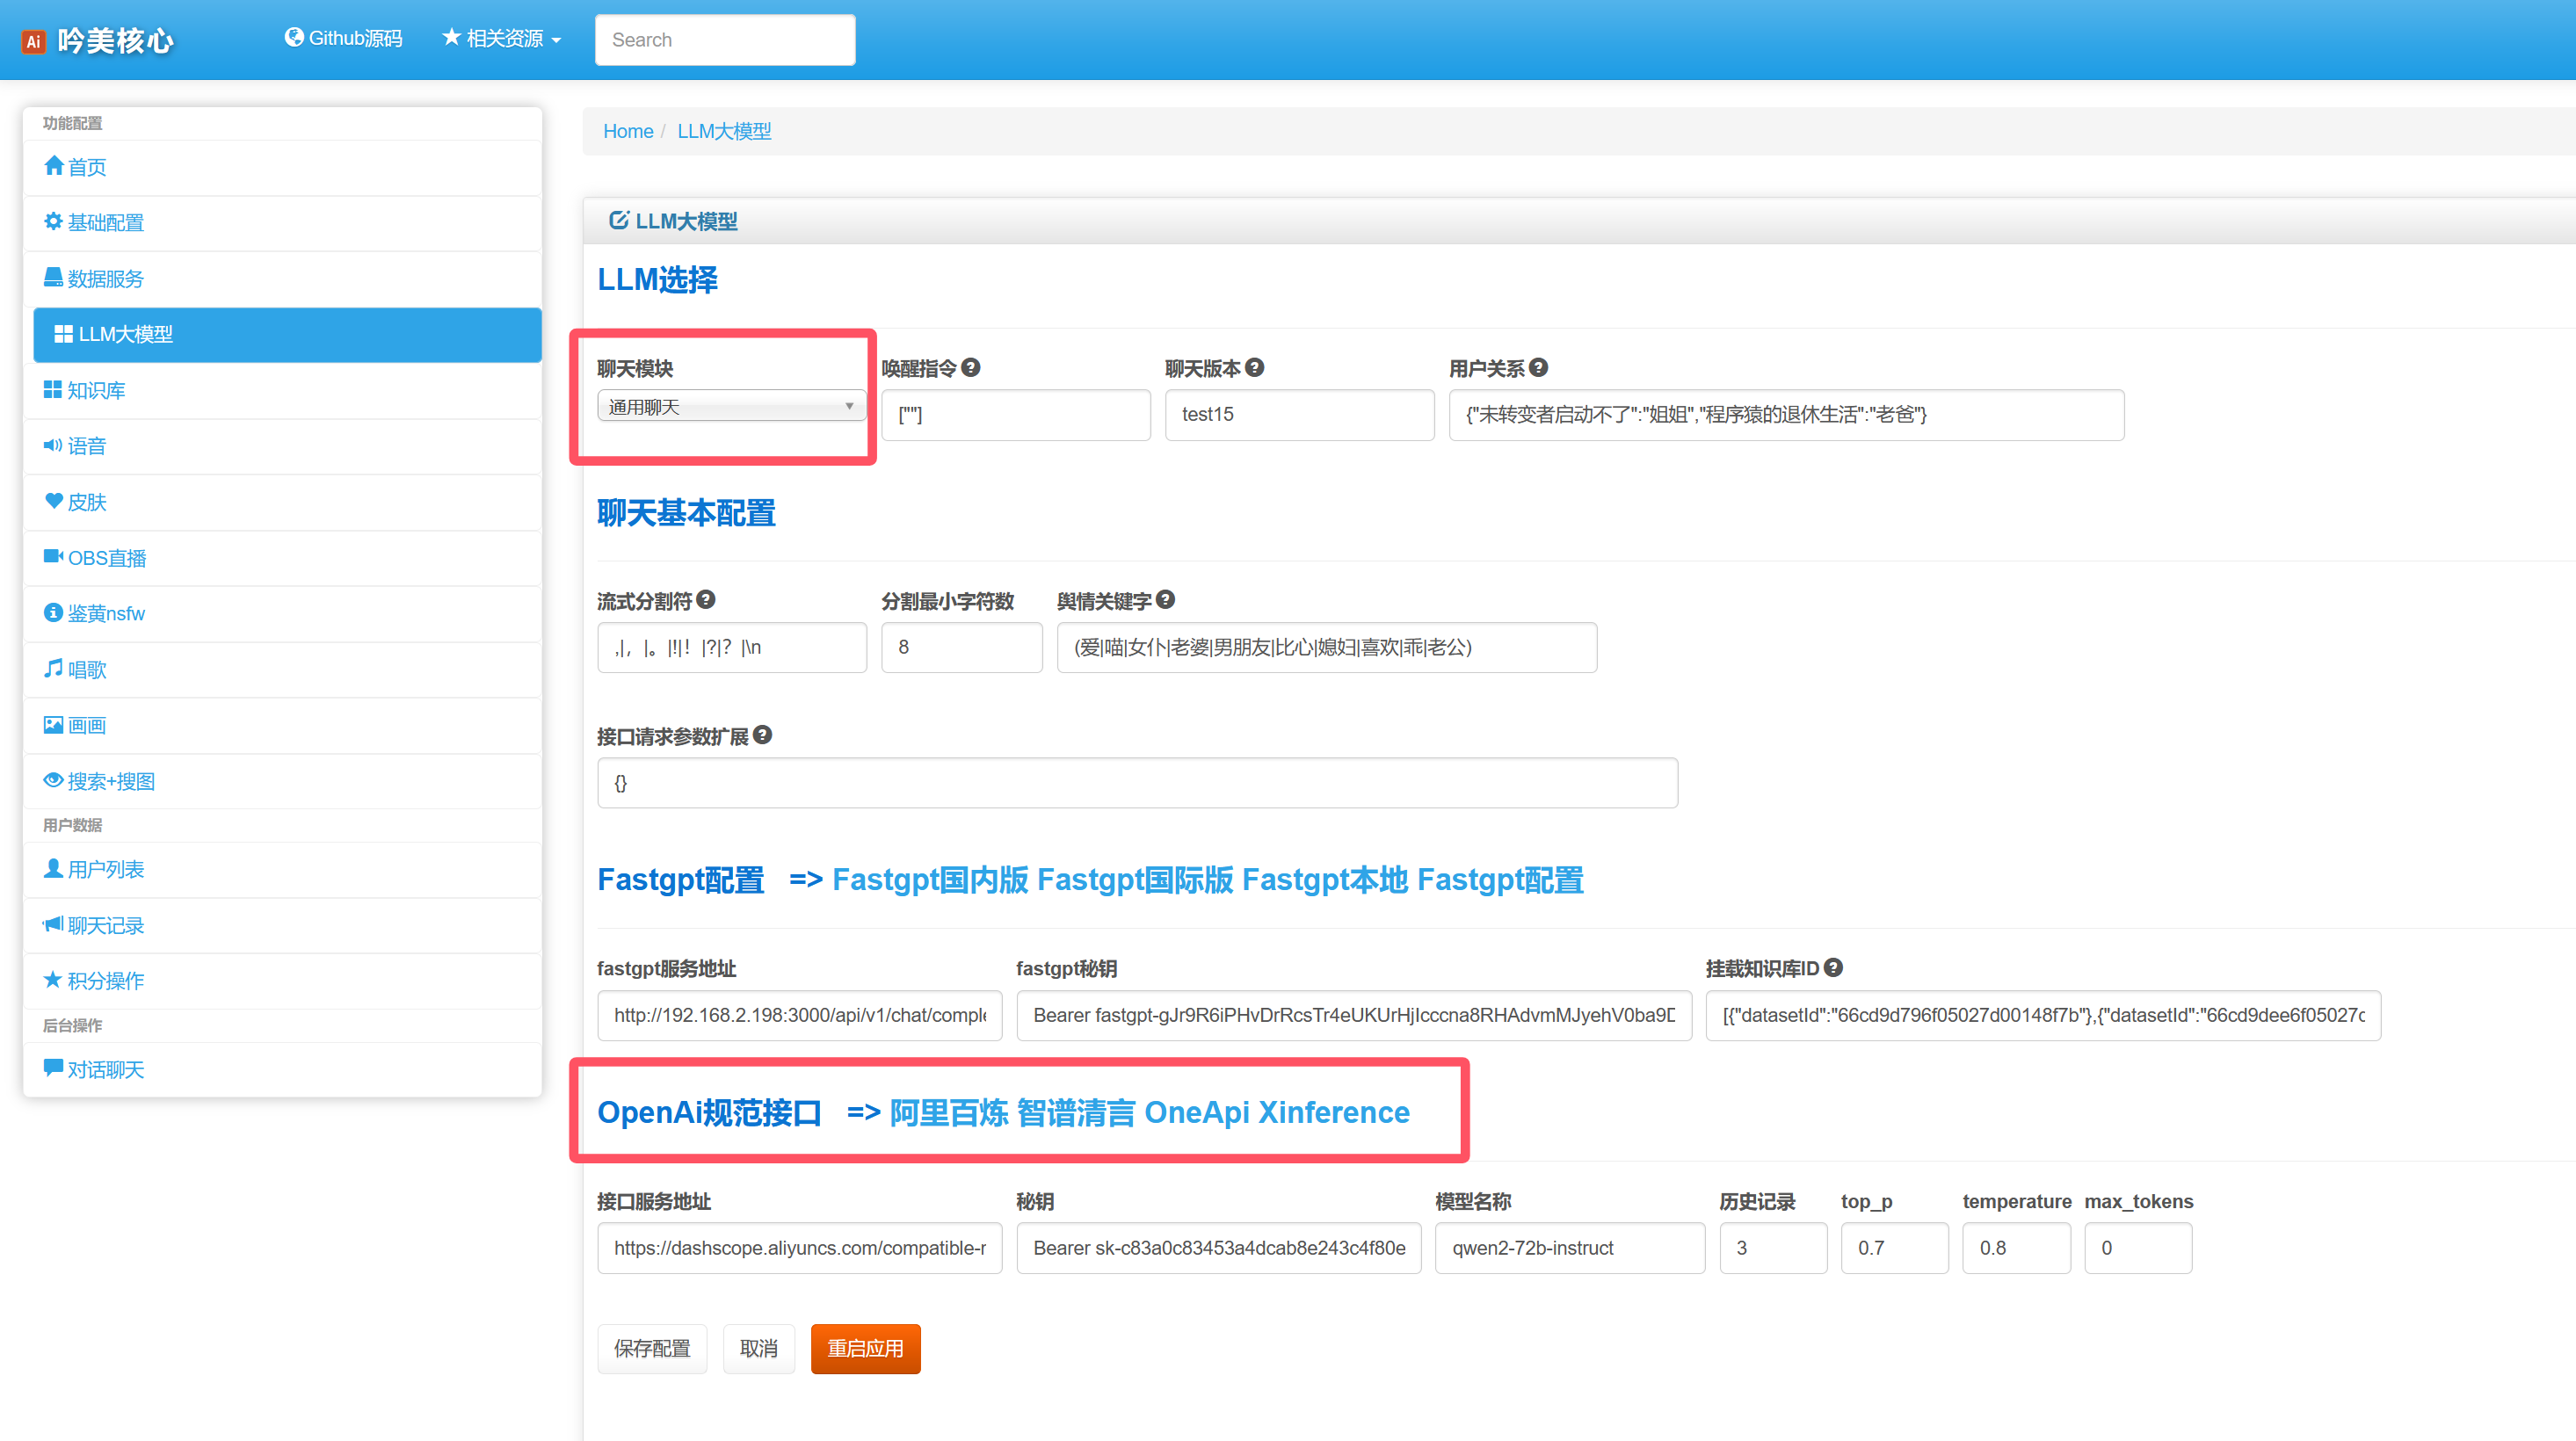 Ai 吟美核心
Github源码
相关资源
Search
功能配置
首页
基础配置
数据服务
LLM大模型
知识库
语音
皮肤
OBS直播
鉴黄nsfw
唱歌
画画
搜索+搜图
用户数据
用户列表
聊天记录
积分操作
后台操作
对话聊天
Home / LLM大模型
LLM大模型
LLM选择
聊天模块 唤醒指令 聊天版本 用户关系
通用聊天 [""] test15 {"未转变者启动不了":"姐姐","程序猿的退休生活":"老爸"}
聊天基本配置
流式分割符 分割最小字符数 舆情关键字
,|，|。|!|！|?|？|\n 8 (爱|喵|女仆|老婆|男朋友|比心|媳妇|喜欢|乖|老公)
接口请求参数扩展
{}
Fastgpt配置 => Fastgpt国内版 Fastgpt国际版 Fastgpt本地 Fastgpt配置
fastgpt服务地址 fastgpt秘钥 挂载知识库ID
http://192.168.2.198:3000/api/v1/chat/comple Bearer fastgpt-gJr9R6iPHvDrRcsTr4eUKUrHjIcccna8RHAdvmMJyehV0ba9D [{"datasetId":"66cd9d796f05027d00148f7b"},{"datasetId":"66cd9dee6f05027c
OpenAi规范接口 => 阿里百炼 智谱清言 OneApi Xinference
接口服务地址 秘钥 模型名称 历史记录 top_p temperature max_tokens
https://dashscope.aliyuncs.com/compatible-r Bearer sk-c83a0c83453a4dcab8e243c4f80e qwen2-72b-instruct 3 0.7 0.8 0
保存配置 取消 重启应用